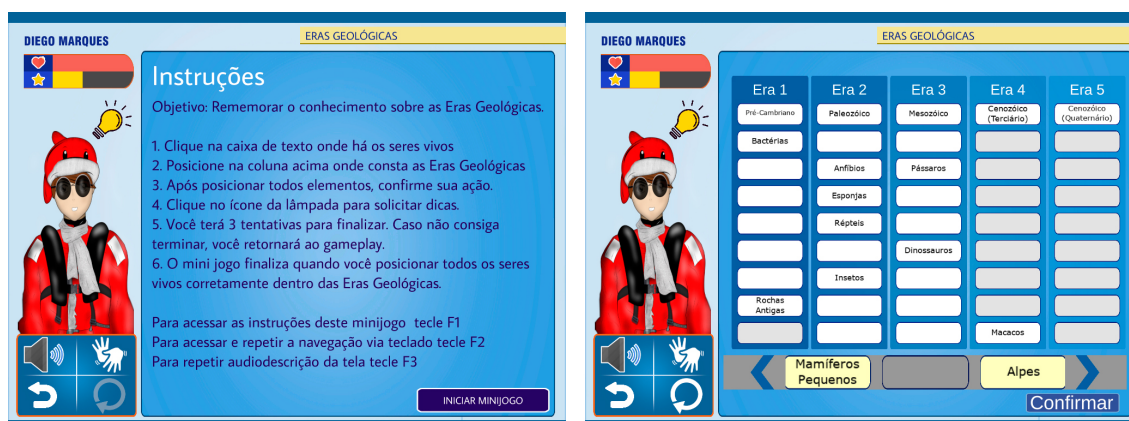 DIEGO MARQUES
ERAS GEOLÓGICAS
Instruções
Objetivo: Rememorar o conhecimento sobre as Eras Geológicas.
1. Clique na caixa de texto onde há os seres vivos
2. Posicione na coluna acima onde consta as Eras Geológicas
3. Após posicionar todos elementos, confirme sua ação.
4. Clique no ícone da lâmpada para solicitar dicas.
5. Você terá 3 tentativas para finalizar. Caso não consiga
terminar, você retornará ao gameplay.
6. O mini jogo finaliza quando você posicionar todos os seres
vivos corretamente dentro das Eras Geológicas.
Para acessar as instruções deste minijogo tecle F1
Para acessar e repetir a navegação via teclado tecle F2
Para repetir audiodescrição da tela tecle F3
INICIAR MINIJOGO
DIEGO MARQUES
ERAS GEOLÓGICAS
Era 1 Era 2 Era 3 Era 4 Era 5
Pré-Cambriano Paleozóico Mesozóico Cenozóico (Terciário) Cenozóico (Quaternário)
Bactérias
Anfíbios Pássaros
Esponjas
Répteis
Dinossauros
Insetos
Rochas
Antigas
Macacos
Mamíferos
Pequenos
Alpes
Confirmar